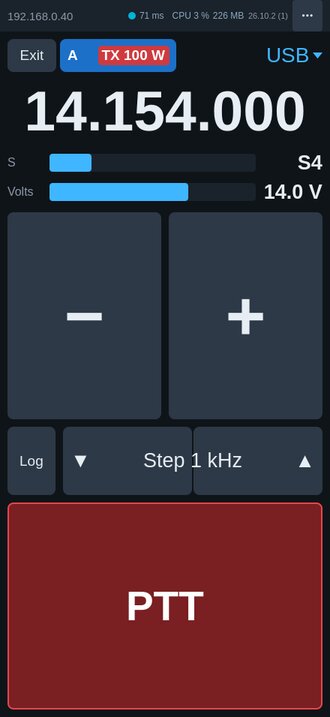 192.168.0.40 71 ms CPU 3 % 226 MB 26.10.2 (1) ···
Exit A TX 100 W USB
14.154.000
S S4
Volts 14.0 V
− +
Log ▼ Step 1 kHz ▲
PTT